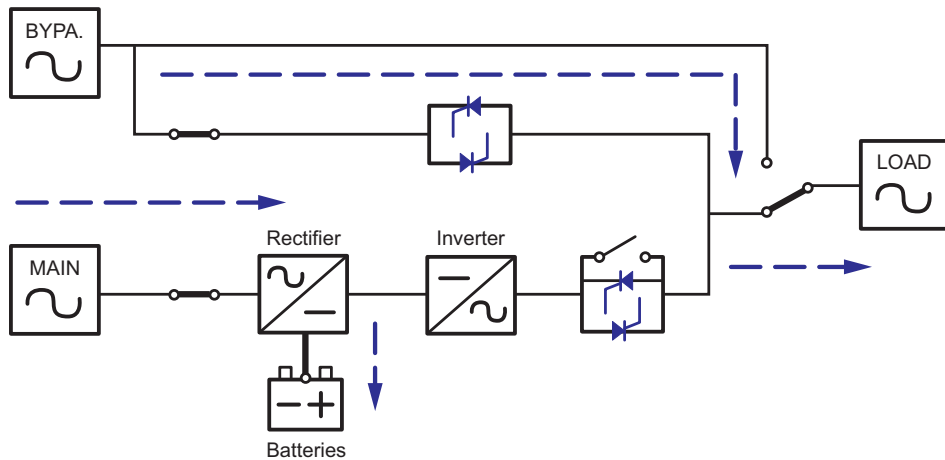 BYPA.
LOAD
Rectifier
Inverter
MAIN
Batteries